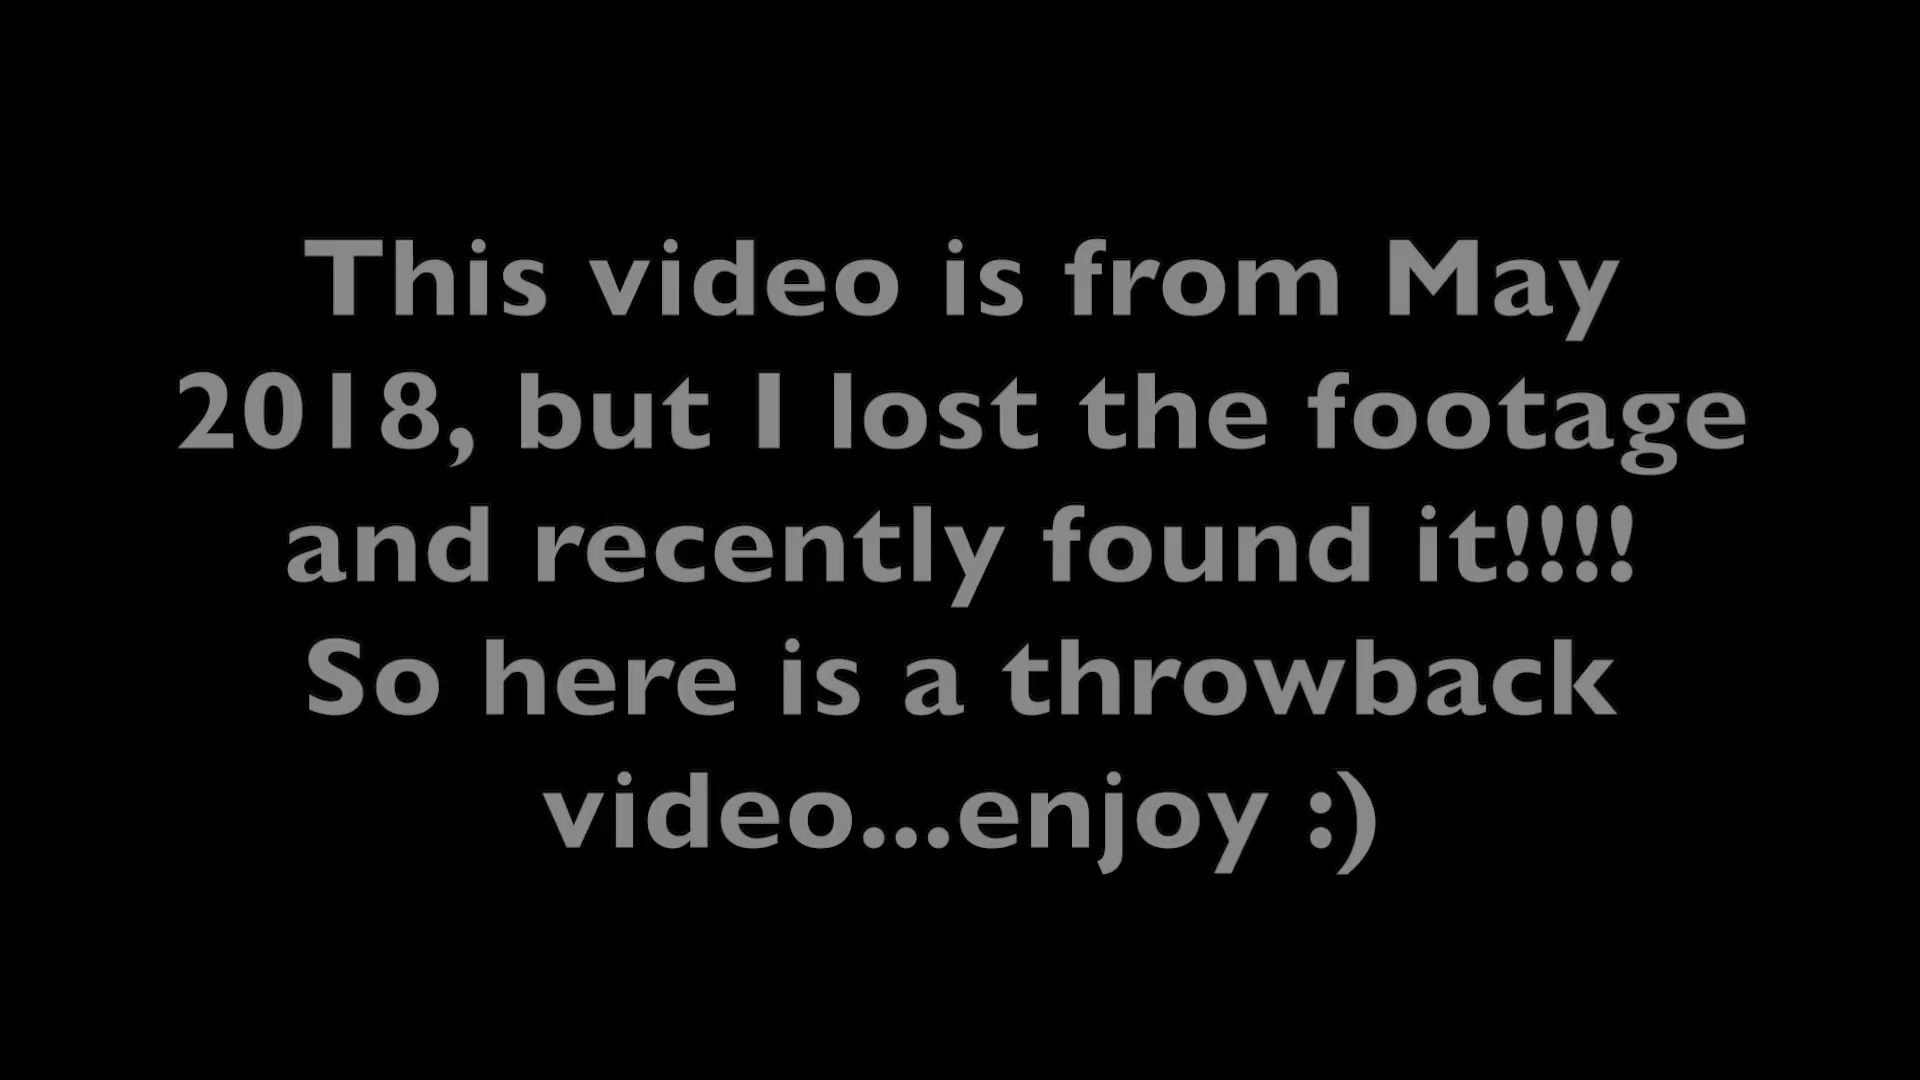 This video is from May
2018, but I lost the footage
and recently found it!!!!
So here is a throwback
video...enjoy :)